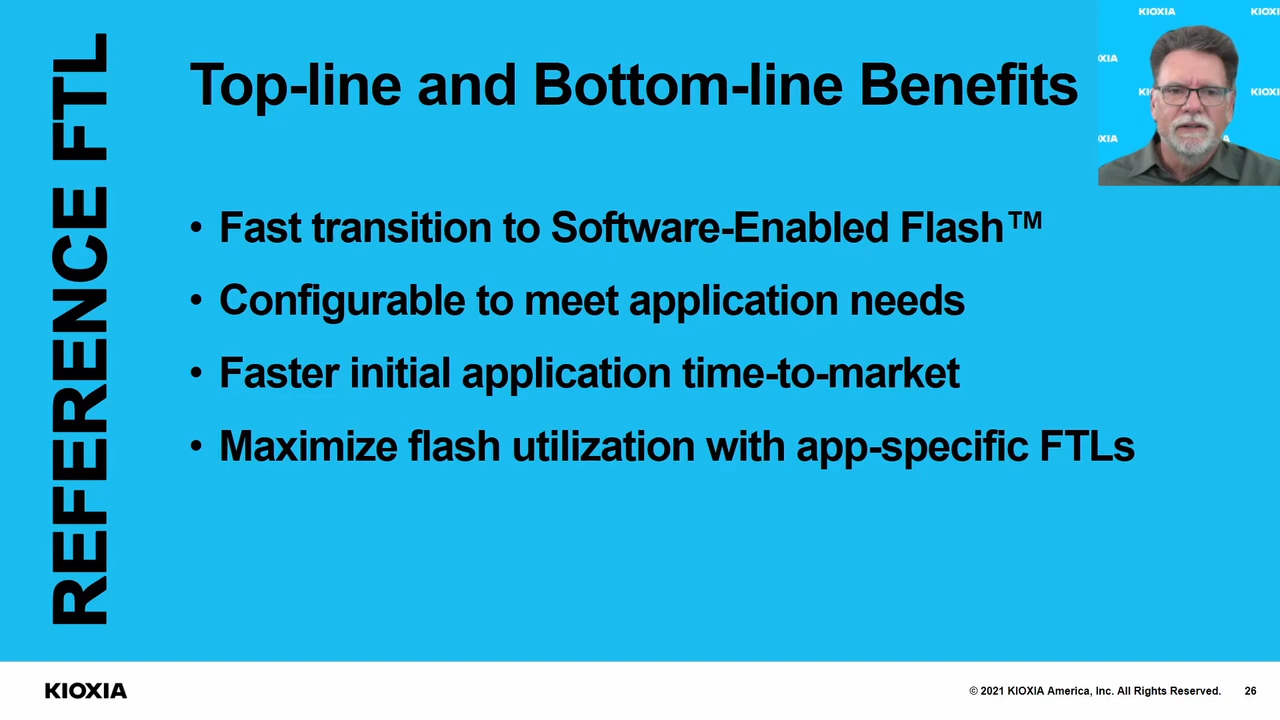 REFERENCE FTL
Top-line and Bottom-line Benefits
• Fast transition to Software-Enabled Flash™
• Configurable to meet application needs
• Faster initial application time-to-market
• Maximize flash utilization with app-specific FTLs
KIOXIA
KIOXIA
© 2021 KIOXIA America, Inc. All Rights Reserved.
26